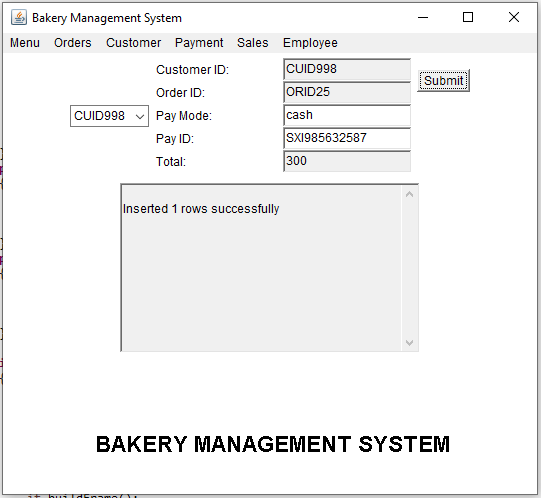 Bakery Management System
Menu Orders Customer Payment Sales Employee
Customer ID: CUID998
Submit
Order ID: ORID25
CUID998 Pay Mode: cash
Pay ID: SXI985632587
Total: 300
Inserted 1 rows successfully
BAKERY MANAGEMENT SYSTEM